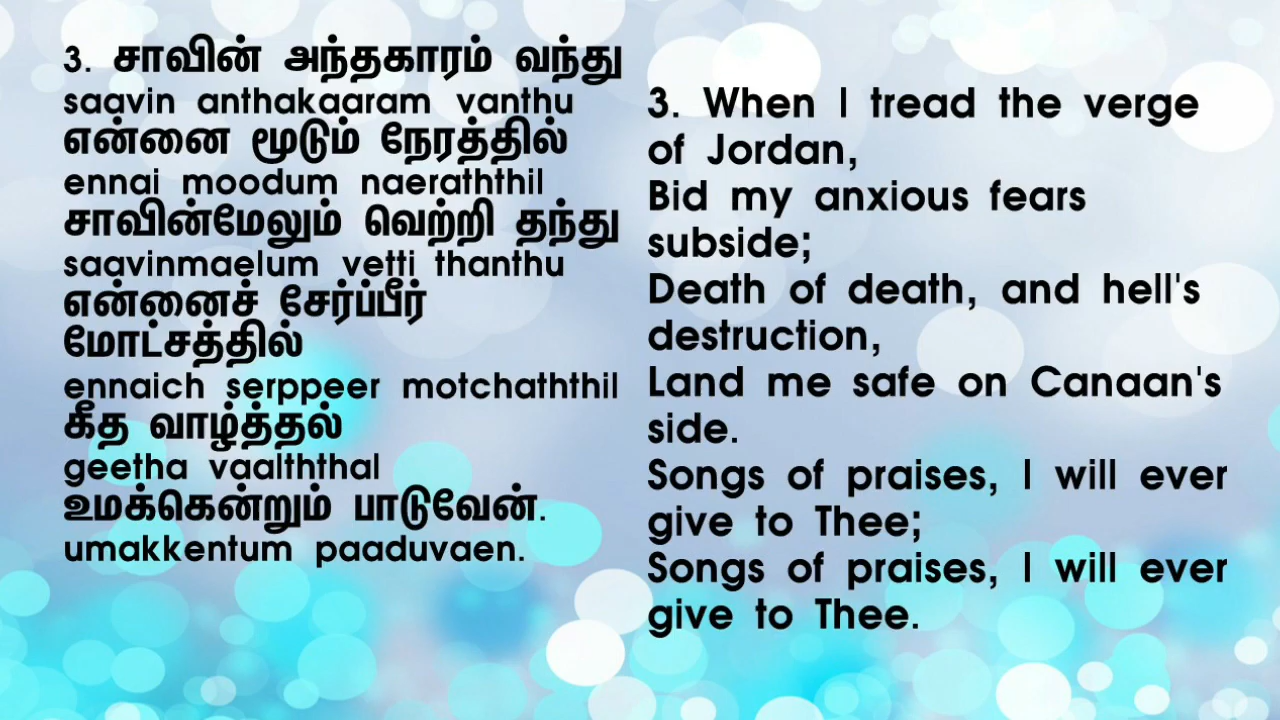 3. சாவின் அந்தகாரம் வந்து
saavin anthakaaram vanthu
என்னை மூடும் நேரத்தில்
ennai moodum naeraththil
சாவின்மேலும் வெற்றி தந்து
saavinmaelum vetti thanthu
என்னைச் சேர்ப்பீர்
மோட்சத்தில்
ennaich serppeer motchaththil
கீத வாழ்த்தல்
geetha vaalththal
உமக்கென்றும் பாடுவேன்.
umakkentum paaduvaen.
3. When I tread the verge
of Jordan,
Bid my anxious fears
subside;
Death of death, and hell's
destruction,
Land me safe on Canaan's
side.
Songs of praises, I will ever
give to Thee;
Songs of praises, I will ever
give to Thee.